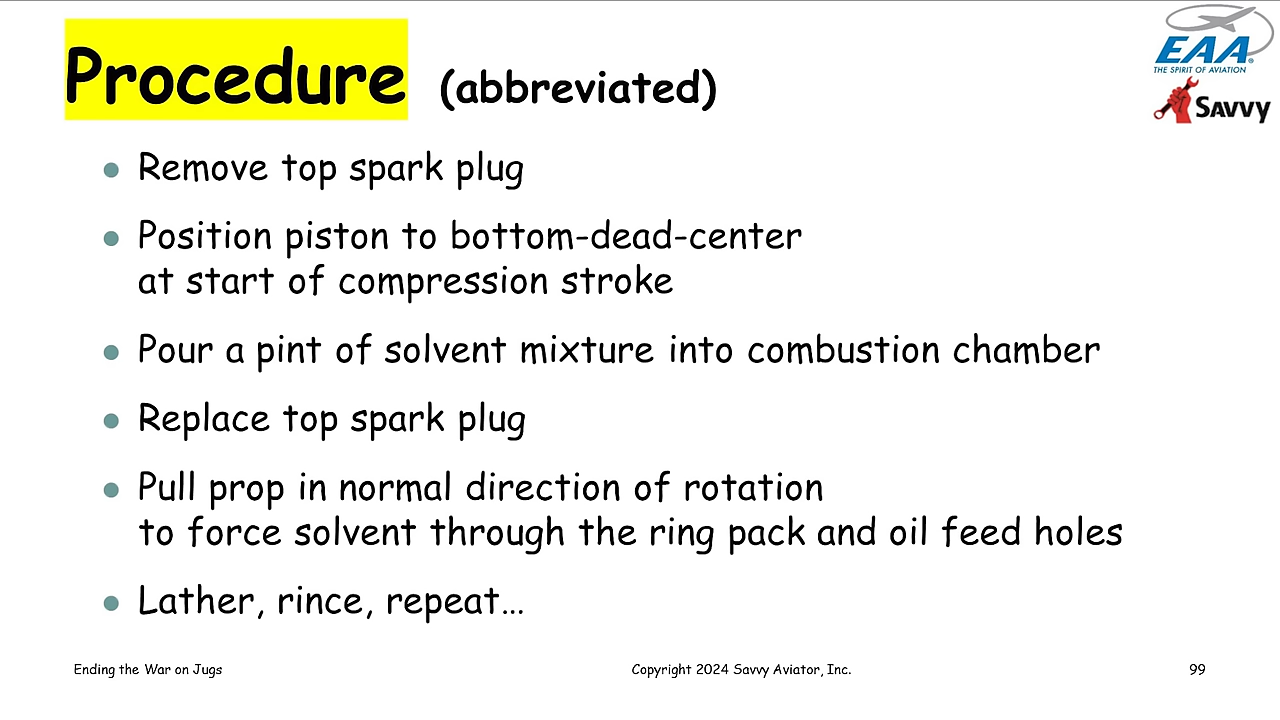 Procedure (abbreviated)
EAA®
THE SPIRIT OF AVIATION
SAVVY
• Remove top spark plug
• Position piston to bottom-dead-center
at start of compression stroke
• Pour a pint of solvent mixture into combustion chamber
• Replace top spark plug
• Pull prop in normal direction of rotation
to force solvent through the ring pack and oil feed holes
• Lather, rince, repeat...
Ending the War on Jugs
Copyright 2024 Savvy Aviator, Inc.
99